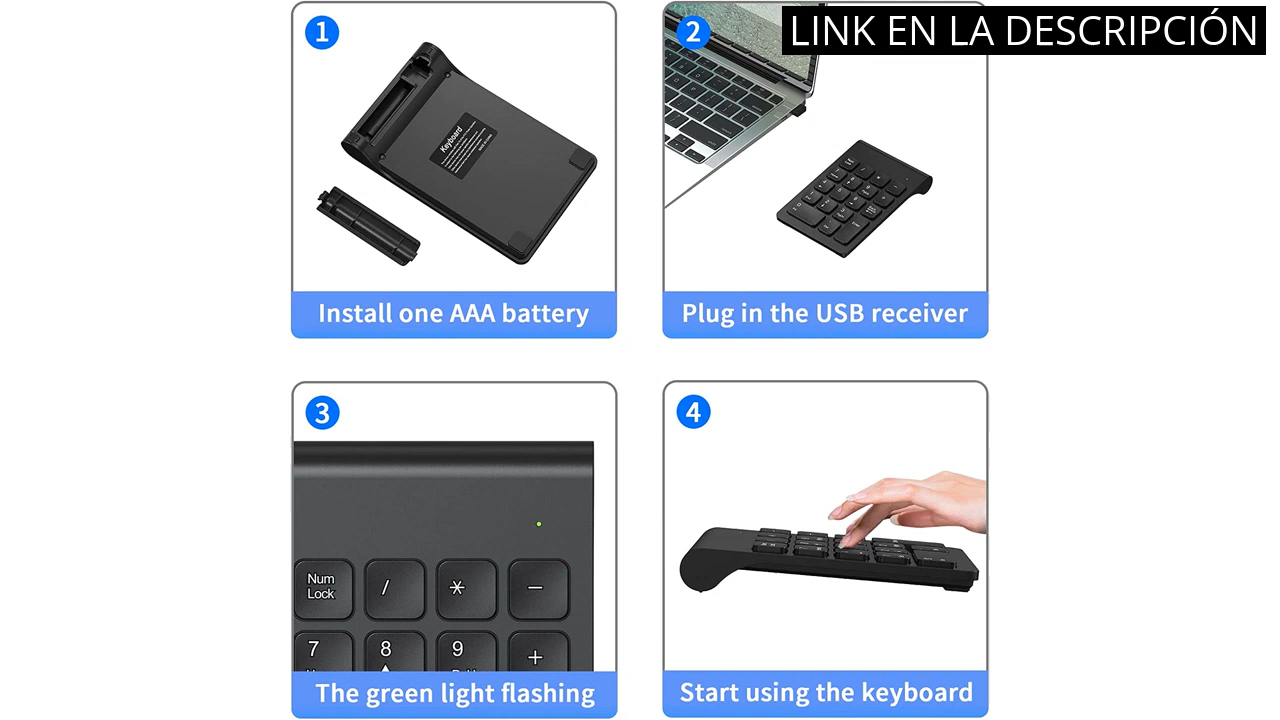 LINK EN LA DESCRIPCIÓN
1
Keyboard
Install one AAA battery
2
Plug in the USB receiver
3
Num
Lock
/
*
−
7
8
9
+
The green light flashing
4
Start using the keyboard